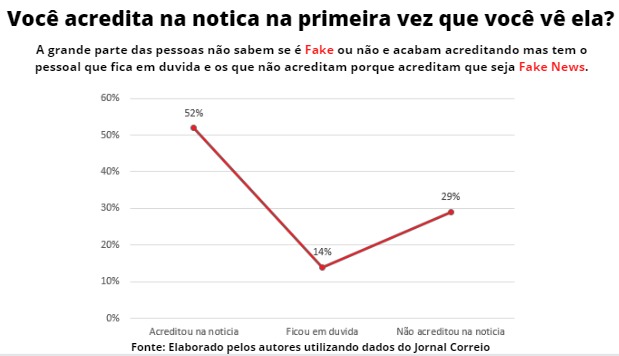 Você acredita na notica na primeira vez que você vê ela?
A grande parte das pessoas não sabem se é Fake ou não e acabam acreditando mas tem o
pessoal que fica em duvida e os que não acreditam porque acreditam que seja Fake News.
60%
52%
50%
40%
29%
30%
20%
14%
10%
0%
Acreditou na noticia
Ficou em duvida
Não acreditou na noticia
Fonte: Elaborado pelos autores utilizando dados do Jornal Correio